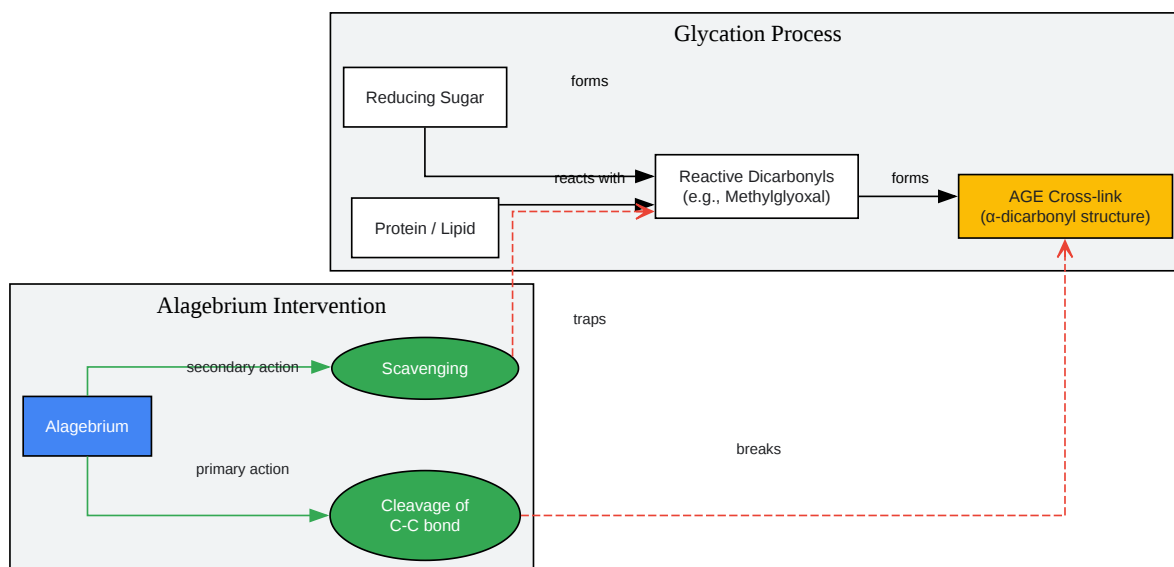 Glycation Process
forms
Reducing Sugar
reacts with
Reactive Dicarbonyls
(e.g., Methylglyoxal)
forms
AGE Cross-link
(α-dicarbonyl structure)
Protein / Lipid
Alagebrium Intervention
traps
secondary action
Scavenging
Alagebrium
primary action
breaks
Cleavage of
C-C bond